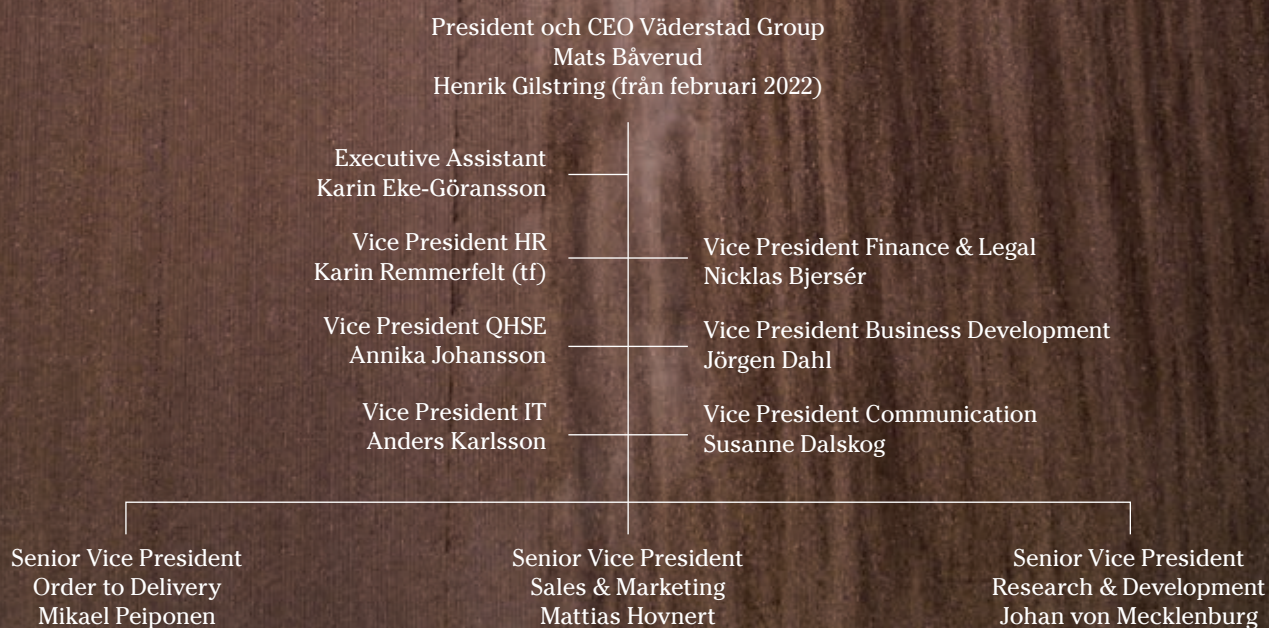 President och CEO Väderstad Group
Mats Båverud
Henrik Gilstring (från februari 2022)
Executive Assistant
Karin Eke-Göransson
Vice President HR
Karin Remmerfelt (tf)
Vice President Finance & Legal
Nicklas Bjersér
Vice President QHSE
Annika Johansson
Vice President Business Development
Jörgen Dahl
Vice President IT
Anders Karlsson
Vice President Communication
Susanne Dalskog
Senior Vice President
Order to Delivery
Mikael Peiponen
Senior Vice President
Sales & Marketing
Mattias Hovnert
Senior Vice President
Research & Development
Johan von Mecklenburg